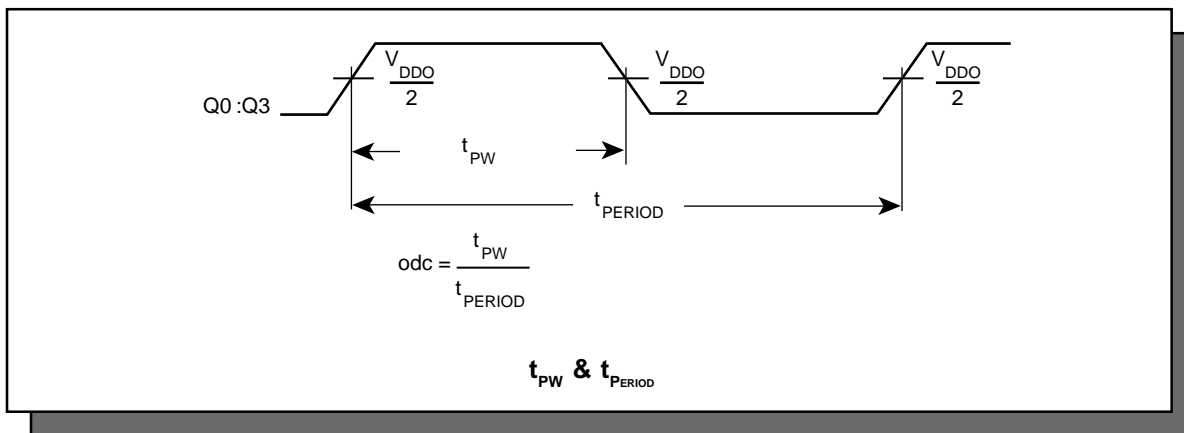 V DDO
2
V DDO
2
V DDO
2
Q0 :Q3
t PW
t PERIOD
odc = t PW
t PERIOD
t PW & t PERIOD